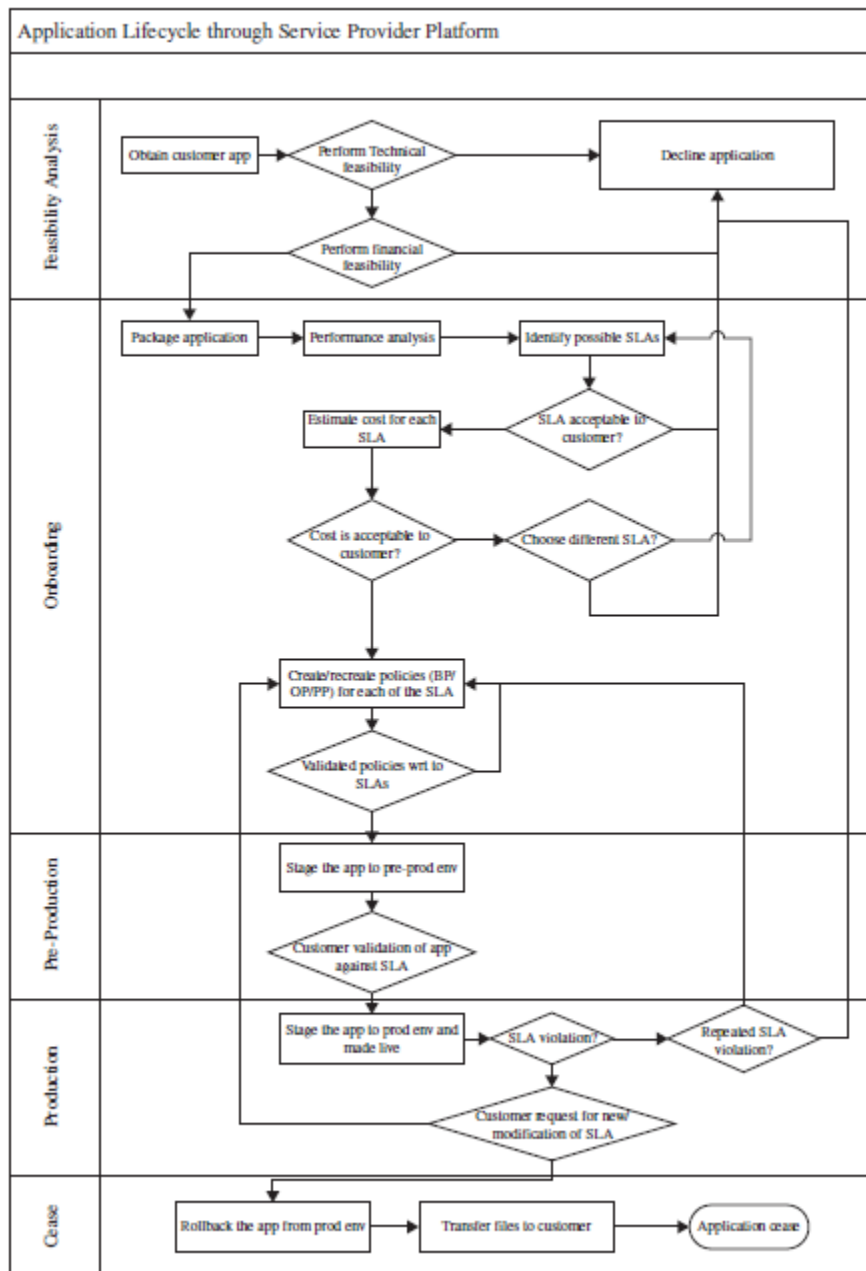 Application Lifecycle through Service Provider Platform
Feasibility Analysis
Obtain customer app
Perform Technical
feasibility
Decline application
Perform financial
feasibility
Onboarding
Package application
Performance analysis
Identify possible SLAs
Estimate cost for each
SLA
SLA acceptable to
customer?
Cost is acceptable to
customer?
Choose different SLA?
Create/recreate policies (BP/
OP/PP) for each of the SLA
Validated policies wrt to
SLAs
Pre-Production
Stage the app to pre-prod env
Customer validation of app
against SLA
Production
Stage the app to prod env and
made live
SLA violation?
Repeated SLA
violation?
Customer request for new/
modification of SLA
Cease
Rollback the app from prod env
Transfer files to customer
Application cease